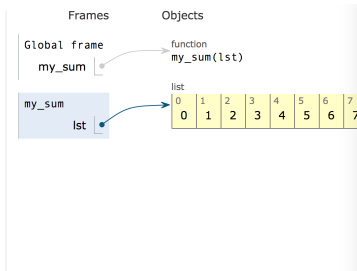 Frames Objects
Global frame
my_sum
function
my_sum(lst)
my_sum
lst
list
0 1 2 3 4 5 6 7
0 1 2 3 4 5 6 7